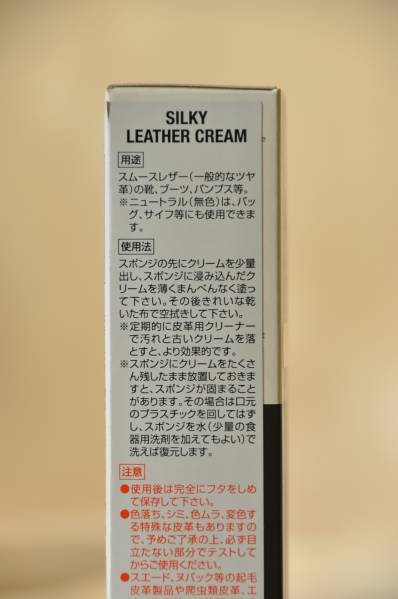 SILKY
LEATHER CREAM
用途
スムースレザー(一般的なツヤ
革)の靴、ブーツ、パンプス等。
※ニュートラル(無色)は、バッ
グ、サイフ等にも使用できま
す。
使用法
スポンジの先にクリームを少量
出し、スポンジに浸み込んだク
リームを薄くまんべんなく塗っ
て下さい。その後きれいな乾
いた布で空拭きして下さい。
※定期的に皮革用クリーナー
で汚れと古いクリームを落
とすと、より効果的です。
※スポンジにクリームをたくさ
ん残したまま放置しておきま
すと、スポンジが固まること
があります。その場合は口元
のプラスチックを回してはず
し、スポンジを水(少量の食
器用洗剤を加えてもよい)で
洗えば復元します。
注意
●使用後は完全にフタをしめ
て保存して下さい。
●色落ち、シミ、色ムラ、変色す
る特殊な皮革もありますの
で、予めご了承の上、必ず目
立たない部分でテストして
からご使用ください。
●スエード、ヌバック等の起毛
皮革製品や爬虫類皮革、エ